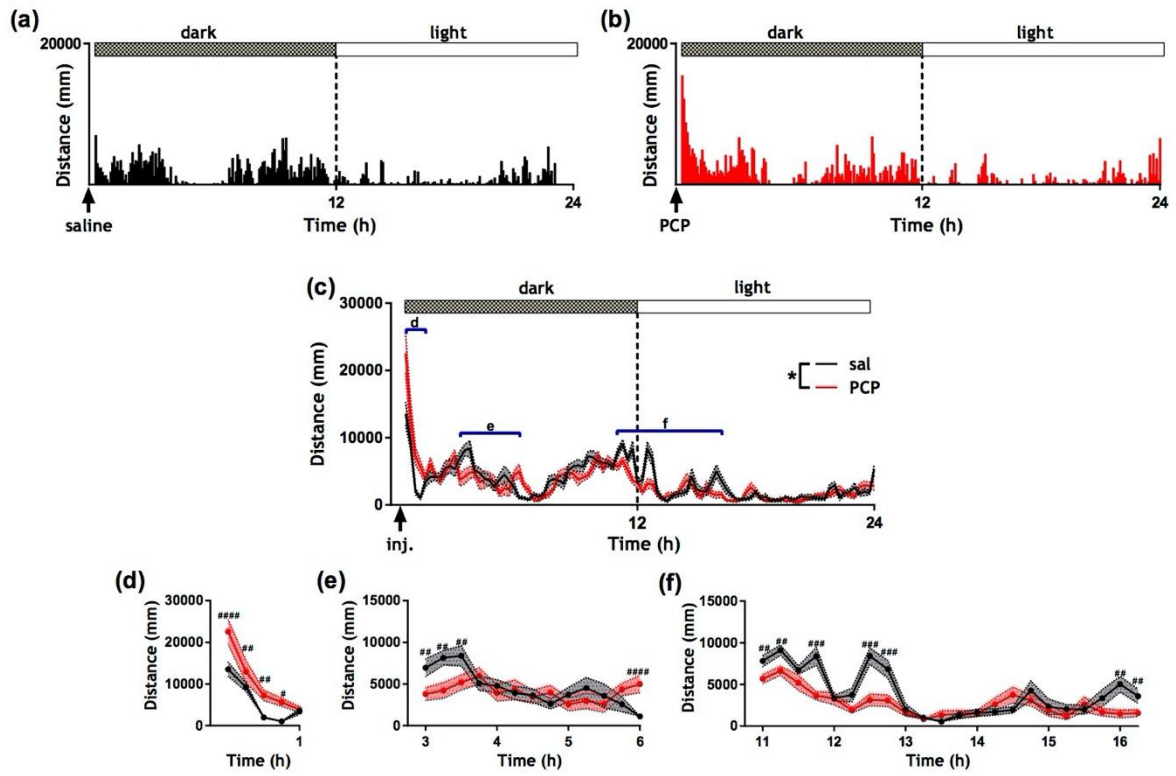 (a)
dark light
20000
Distance (mm)
saline
12 24
Time (h)
(b)
dark light
20000
Distance (mm)
PCP
12 24
Time (h)
(c)
dark light
30000
20000
10000
0
Distance (mm)
d
e
f
* sal
PCP
inj.
12 24
Time (h)
(d)
30000
20000
10000
0
Distance (mm)
####
##
##
#
1
Time (h)
(e)
15000
10000
5000
0
Distance (mm)
## ## ## ####
3 4 5 6
Time (h)
(f)
15000
10000
5000
0
Distance (mm)
## ## ### ### ### ## ##
11 12 13 14 15 16
Time (h)